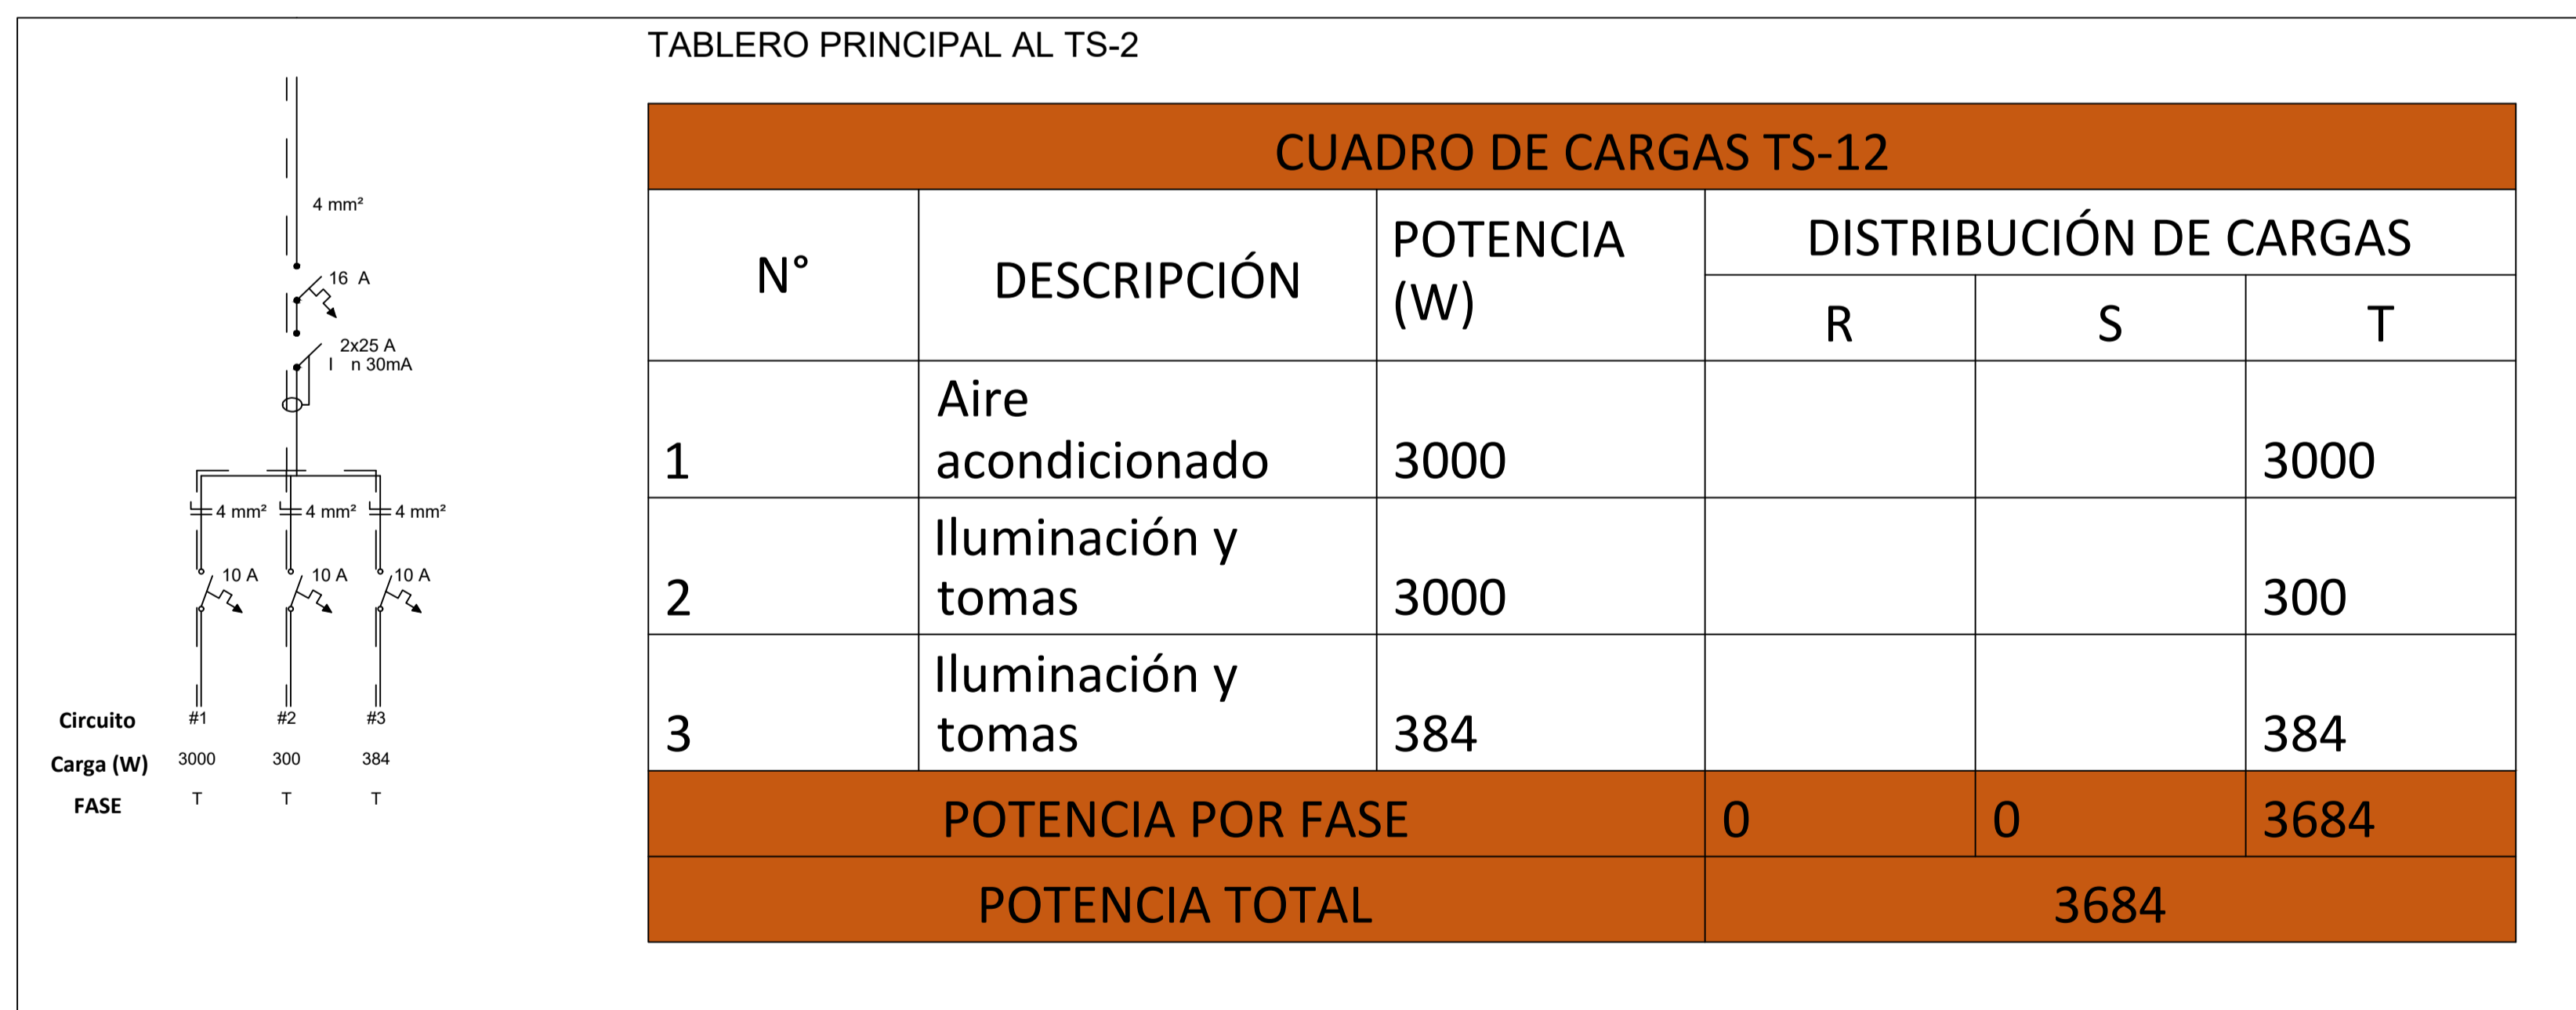 TABLERO PRINCIPAL AL TS-2
4 mm²
16 A
2x25 A
I n 30mA
4 mm² 4 mm² 4 mm²
10 A 10 A 10 A
Circuito #1 #2 #3
Carga (W) 3000 300 384
FASE T T T
CUADRO DE CARGAS TS-12
N° DESCRIPCIÓN POTENCIA (W) DISTRIBUCIÓN DE CARGAS
R S T
Aire
1 acondicionado 3000 3000
Iluminación y
2 tomas 3000 300
Iluminación y
3 tomas 384 384
POTENCIA POR FASE 0 0 3684
POTENCIA TOTAL 3684